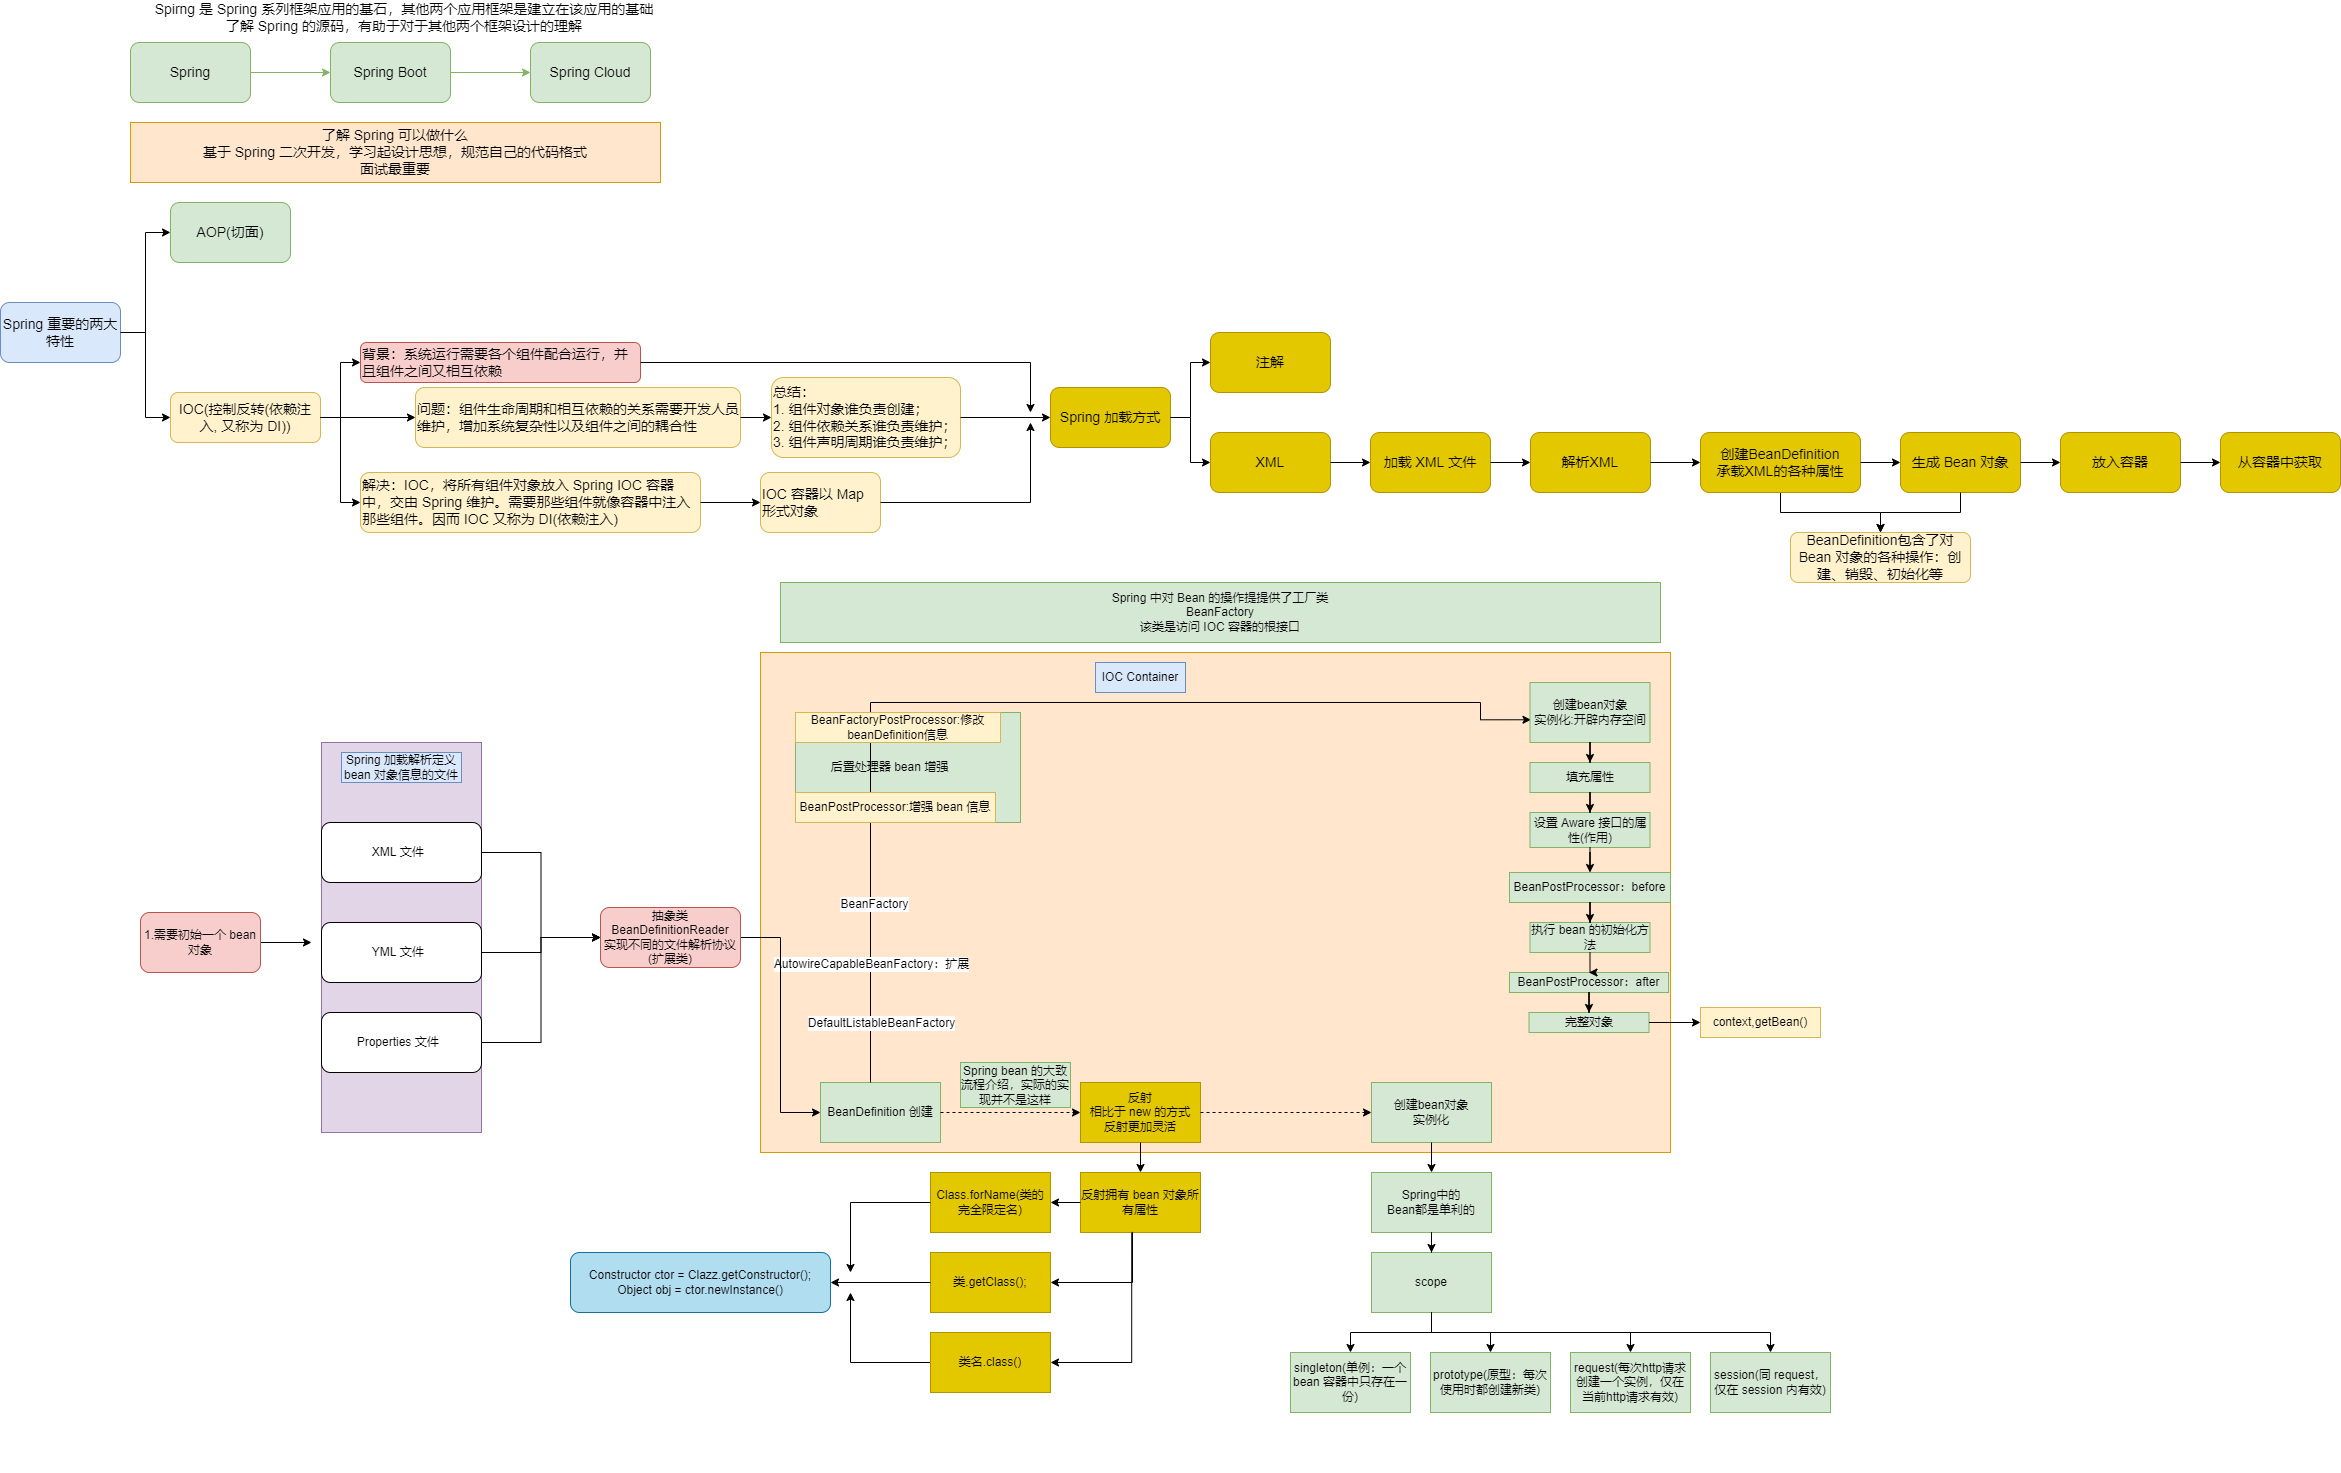 Spirng 是 Spring 系列框架应用的基石，其他两个应用框架是建立在该应用的基础
了解 Spring 的源码，有助于对于其他两个框架设计的理解
Spring
Spring Boot
Spring Cloud
了解 Spring 可以做什么
基于 Spring 二次开发，学习起设计思想，规范自己的代码格式
面试最重要
AOP(切面)
Spring 重要的两大
特性
IOC(控制反转(依赖注
入, 又称为 DI))
背景：系统运行需要各个组件配合运行，并
且组件之间又相互依赖
问题：组件生命周期和相互依赖的关系需要开发人员
维护，增加系统复杂性以及组件之间的耦合性
总结：
1. 组件对象谁负责创建；
2. 组件依赖关系谁负责维护；
3. 组件声明周期谁负责维护；
解决：IOC，将所有组件对象放入 Spring IOC 容器
中，交由 Spring 维护。需要那些组件就像容器中注入
那些组件。因而 IOC 又称为 DI(依赖注入)
IOC 容器以 Map
形式对象
Spring 加载方式
注解
XML
加载 XML 文件
解析XML
创建BeanDefinition
承载XML的各种属性
生成 Bean 对象
放入容器
从容器中获取
BeanDefinition包含了对
Bean 对象的各种操作：创
建、销毁、初始化等
Spring 中对 Bean 的操作提提供了工厂类
BeanFactory
该类是访问 IOC 容器的根接口
IOC Container
BeanFactoryPostProcessor:修改
beanDefinition信息
后置处理器 bean 增强
BeanPostProcessor:增强 bean 信息
BeanFactory
AutowireCapableBeanFactory：扩展
DefaultListableBeanFactory
创建bean对象
实例化:开辟内存空间
填充属性
设置 Aware 接口的属
性(作用)
BeanPostProcessor：before
执行 bean 的初始化方
法
BeanPostProcessor：after
完整对象
context,getBean()
1.需要初始一个 bean
对象
Spring 加载解析定义
bean 对象信息的文件
XML 文件
YML 文件
Properties 文件
抽象类
BeanDefinitionReader
实现不同的文件解析协议
(扩展类)
BeanDefinition 创建
Spring bean 的大致
流程介绍，实际的实
现并不是这样
反射
相比于 new 的方式
反射更加灵活
创建bean对象
实例化
Class.forName(类的
完全限定名)
反射拥有 bean 对象所
有属性
Spring中的
Bean都是单利的
Constructor ctor = Clazz.getConstructor();
Object obj = ctor.newInstance()
类.getClass();
scope
类名.class()
singleton(单例：一个
bean 容器中只存在一
份)
prototype(原型：每次
使用时都创建新类)
request(每次http请求
创建一个实例，仅在
当前http请求有效)
session(同 request，
仅在 session 内有效)